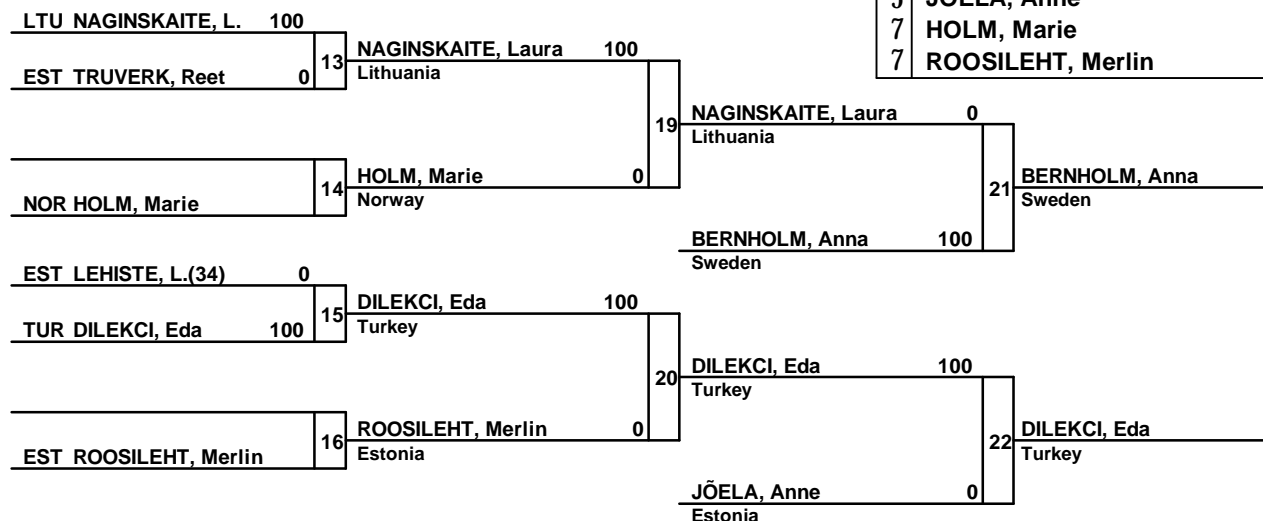 5 JÕELA, Anne
LTU NAGINSKAITE, L. 100
7 HOLM, Marie
13 NAGINSKAITE, Laura 100
Lithuania
7 ROOSILEHT, Merlin
EST TRUVERK, Reet 0
19 NAGINSKAITE, Laura 0
Lithuania
14 HOLM, Marie 0
Norway
21 BERNHOLM, Anna
Sweden
NOR HOLM, Marie
BERNHOLM, Anna 100
Sweden
EST LEHISTE, L.(34) 0
15 DILEKCI, Eda 100
Turkey
TUR DILEKCI, Eda 100
20 DILEKCI, Eda 100
Turkey
16 ROOSILEHT, Merlin 0
Estonia
22 DILEKCI, Eda
Turkey
EST ROOSILEHT, Merlin
JÕELA, Anne 0
Estonia